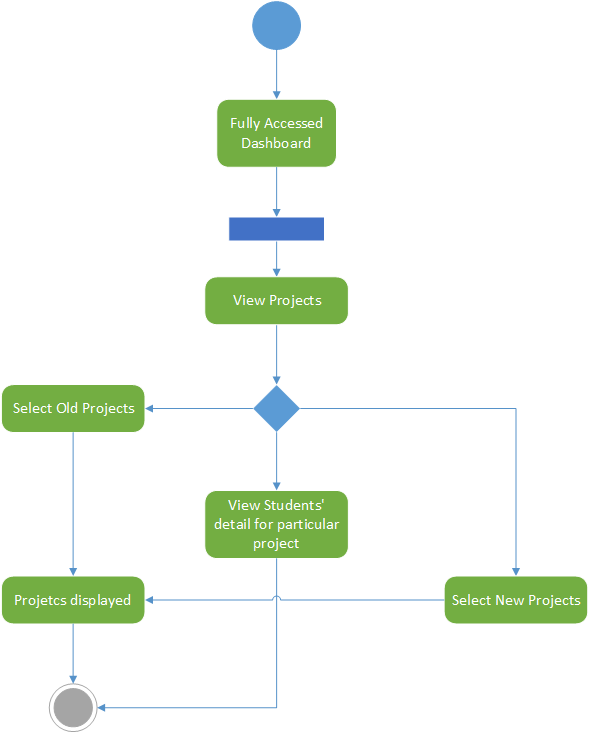 Fully Accessed
Dashboard
View Projects
Select Old Projects
View Students'
detail for particular
project
Projetcs displayed
Select New Projects